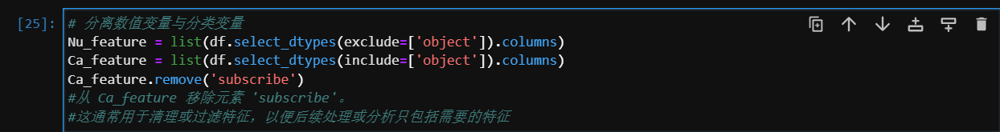 [25]: # 分离数值变量与分类变量
Nu_feature = list(df.select_dtypes(exclude=['object']).columns)
Ca_feature = list(df.select_dtypes(include=['object']).columns)
Ca_feature.remove('subscribe')
#从 Ca_feature 移除元素 'subscribe'。
#这通常用于清理或过滤特征，以便后续处理或分析只包括需要的特征